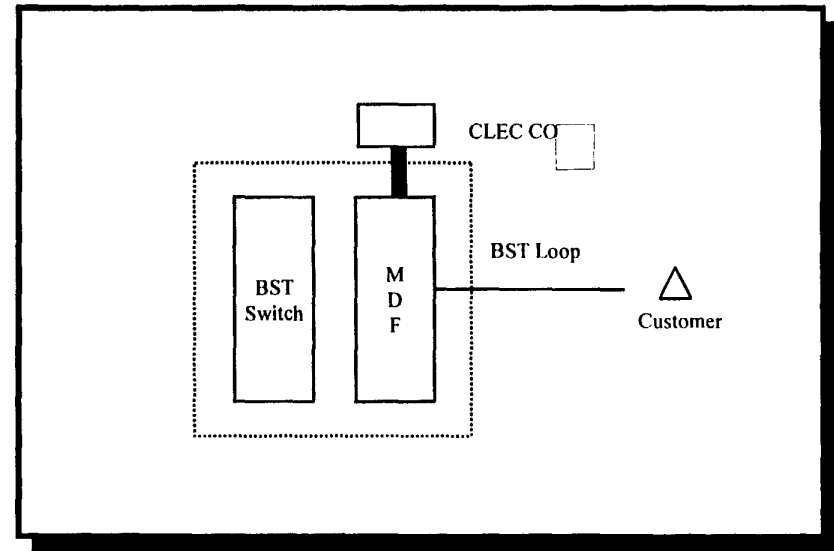 CLEC CO
BST Loop
BST
Switch
M
D
F
Customer